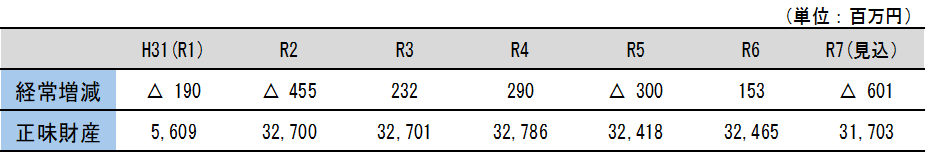 （単位：百万円）
H31(R1) R2 R3 R4 R5 R6 R7(見込)
経常増減 △ 190 △ 455 232 290 △ 300 153 △ 601
正味財産 5,609 32,700 32,701 32,786 32,418 32,465 31,703